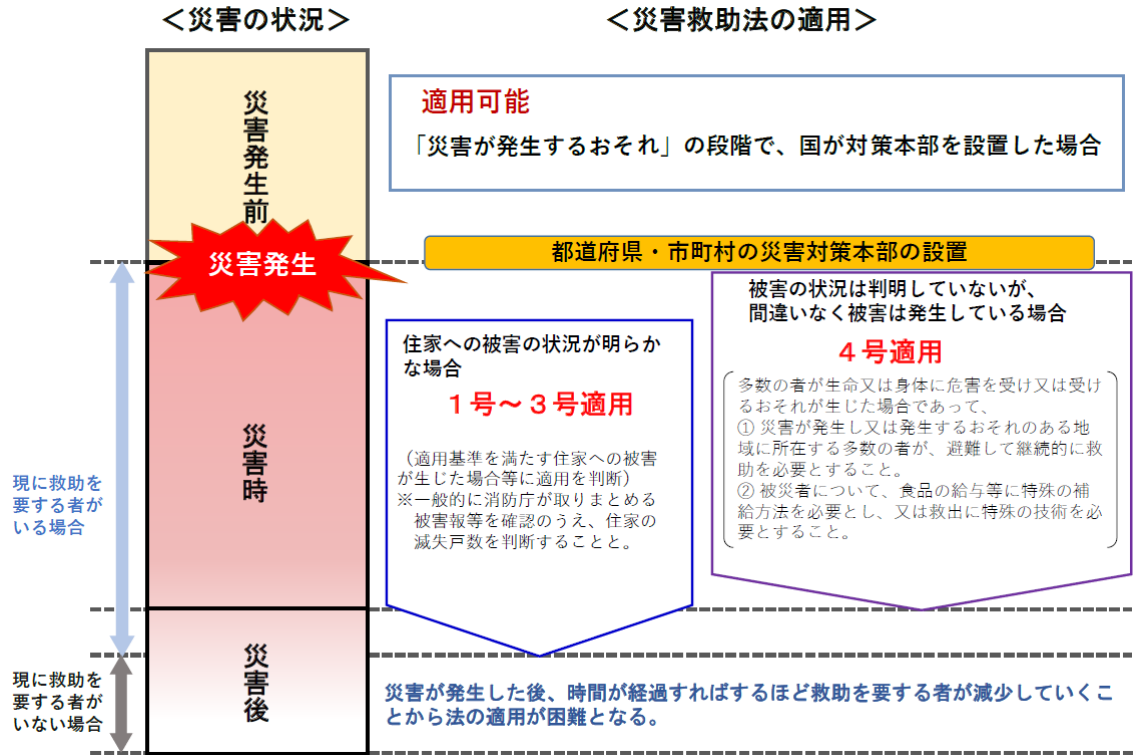 ＜災害の状況＞
＜災害救助法の適用＞
災害発生前
適用可能
「災害が発生するおそれ」の段階で、国が対策本部を設置した場合
災害発生
都道府県・市町村の災害対策本部の設置
災害時
現に救助を
要する者が
いる場合
住家への被害の状況が明らか
な場合
１号～３号適用
（適用基準を満たす住家への被害
が生じた場合等に適用を判断）
※一般的に消防庁が取りまとめる
被害報等を確認のうえ、住家の
滅失戸数を判断することと。
被害の状況は判明していないが、
間違いなく被害は発生している場合
４号適用
多数の者が生命又は身体に危害を受け又は受け
るおそれが生じた場合であって、
① 災害が発生し又は発生するおそれのある地
域に所在する多数の者が、避難して継続的に救
助を必要とすること。
② 被災者について、食品の給与等に特殊の補
給方法を必要とし、又は救出に特殊の技術を必
要とすること。
災害後
現に救助を
要する者が
いない場合
災害が発生した後、時間が経過すればするほど救助を要する者が減少していくこ
とから法の適用が困難となる。